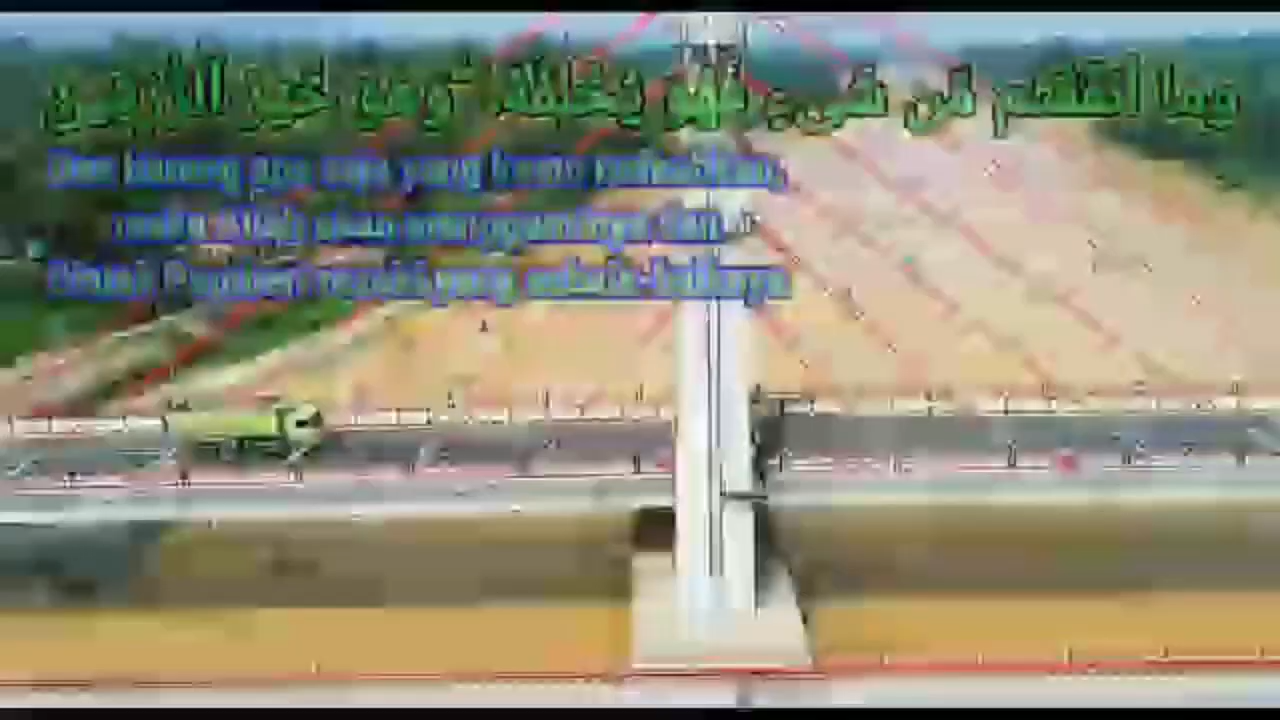 وما أنفقتم من شيء فهو يخلفه وهو خير الرازقين
Dan barang apa saja yang kamu nafkahkan,
maka Allah akan menggantinya dan
Dialah Pemberi rezeki yang sebaik-baiknya